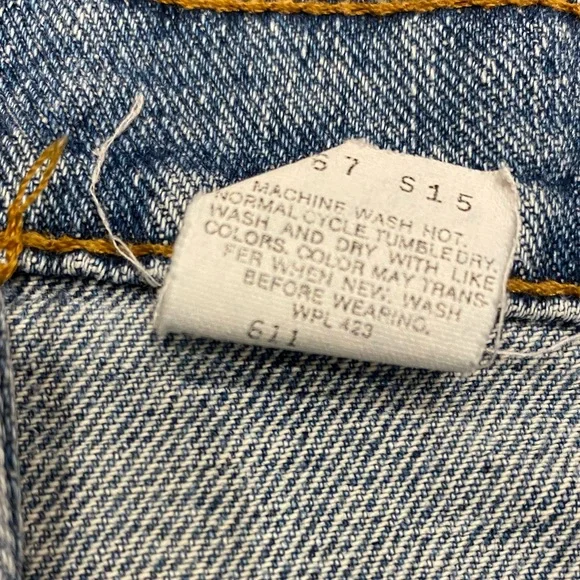 67 S15
MACHINE WASH HOT.
NORMAL CYCLE TUMBLE DRY.
WASH AND DRY WITH LIKE
COLORS. COLOR MAY TRANS-
FER WHEN NEW. WASH
BEFORE WEARING.
WPL 423
611